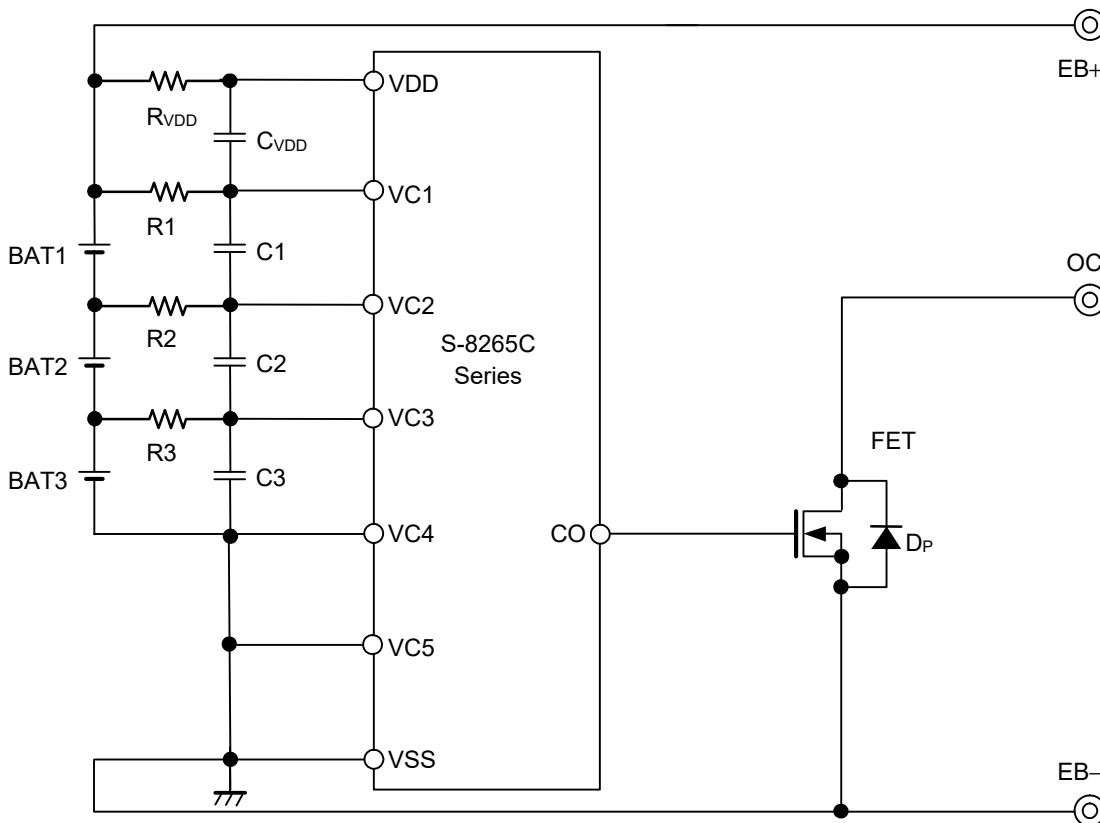 EB+
VDD
RVDD
CVDD
VC1
R1
BAT1
C1
OC
VC2
R2
S-8265C
Series
BAT2
C2
VC3
R3
FET
BAT3
C3
VC4
CO
DP
VC5
VSS
EB−